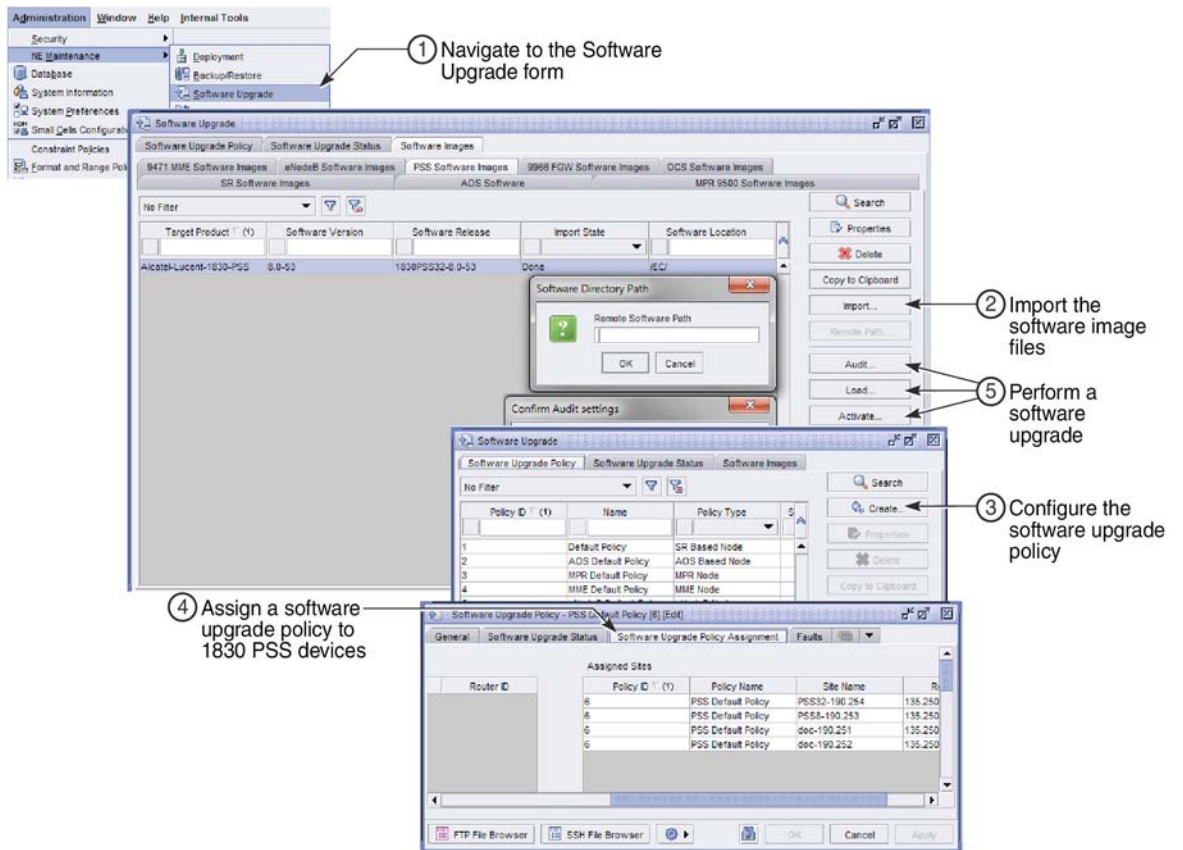 Administration Window Help Internal Tools
Security
NE Maintenance
Database
System Information
System Preferences
Small Cells Configurati
Constraint Policies
Format and Range Poli
Deployment
Backup/Restore
Software Upgrade
1 Navigate to the Software
Upgrade form
Software Upgrade
Software Upgrade Policy Software Upgrade Status Software Images
9471 MME Software Images eNodeB Software Images PSS Software Images 9966 FGW Software Images OCS Software Images
SR Software Images AOS Software MPR 9500 Software Images
No Filter
Target Product (1) Software Version Software Release Import State Software Location
Alcatel-Lucent-1830-PSS 8.0-53 1830PSS32-8.0-53 Done /EC/
Search
Properties
Delete
Copy to Clipboard
Import...
Remote Path...
Audit...
Load...
Activate...
2 Import the
software image
files
5 Perform a
software
upgrade
Software Directory Path
Remote Software Path
OK Cancel
Confirm Audit settings
Software Upgrade
Software Upgrade Policy Software Upgrade Status Software Images
No Filter
Policy ID (1) Name Policy Type S
1 Default Policy SR Based Node
2 AOS Default Policy AOS Based Node
3 MPR Default Policy MPR Node
4 MME Default Policy MME Node
Search
Create...
Properties
Delete
Copy to Clipboard
3 Configure the
software upgrade
policy
4 Assign a software
upgrade policy to
1830 PSS devices
Software Upgrade Policy - PSS Default Policy [6] [Edit]
General Software Upgrade Status Software Upgrade Policy Assignment Faults
Assigned Sites
Router ID Policy ID (1) Policy Name Site Name R
6 PSS Default Policy PSS32-190.254 135.250
6 PSS Default Policy PSS8-190.253 135.250
6 PSS Default Policy doc-190.251 135.250
6 PSS Default Policy doc-190.252 135.250
FTP File Browser SSH File Browser OK Cancel Apply